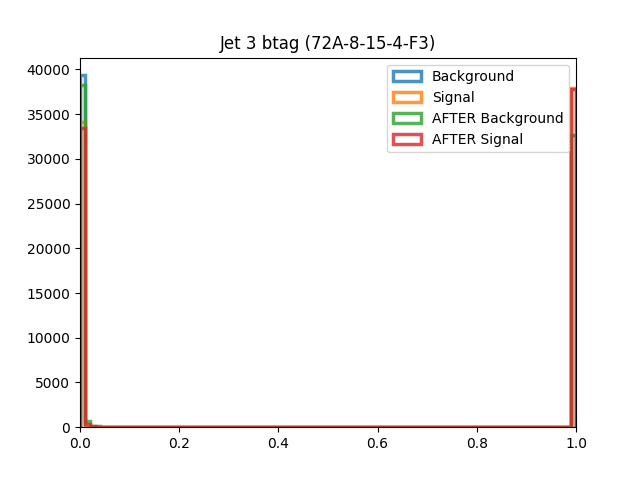 Jet 3 btag (72A-8-15-4-F3)
Background
Signal
AFTER Background
AFTER Signal
40000
35000
30000
25000
20000
15000
10000
5000
0
0.0 0.2 0.4 0.6 0.8 1.0